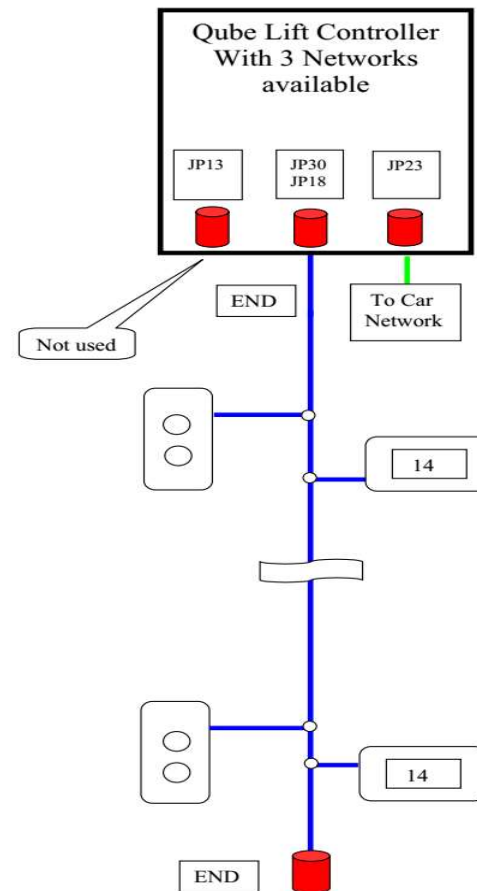 Qube Lift Controller
With 3 Networks
available
JP13
JP30
JP18
JP23
END
To Car
Network
Not used
14
14
END